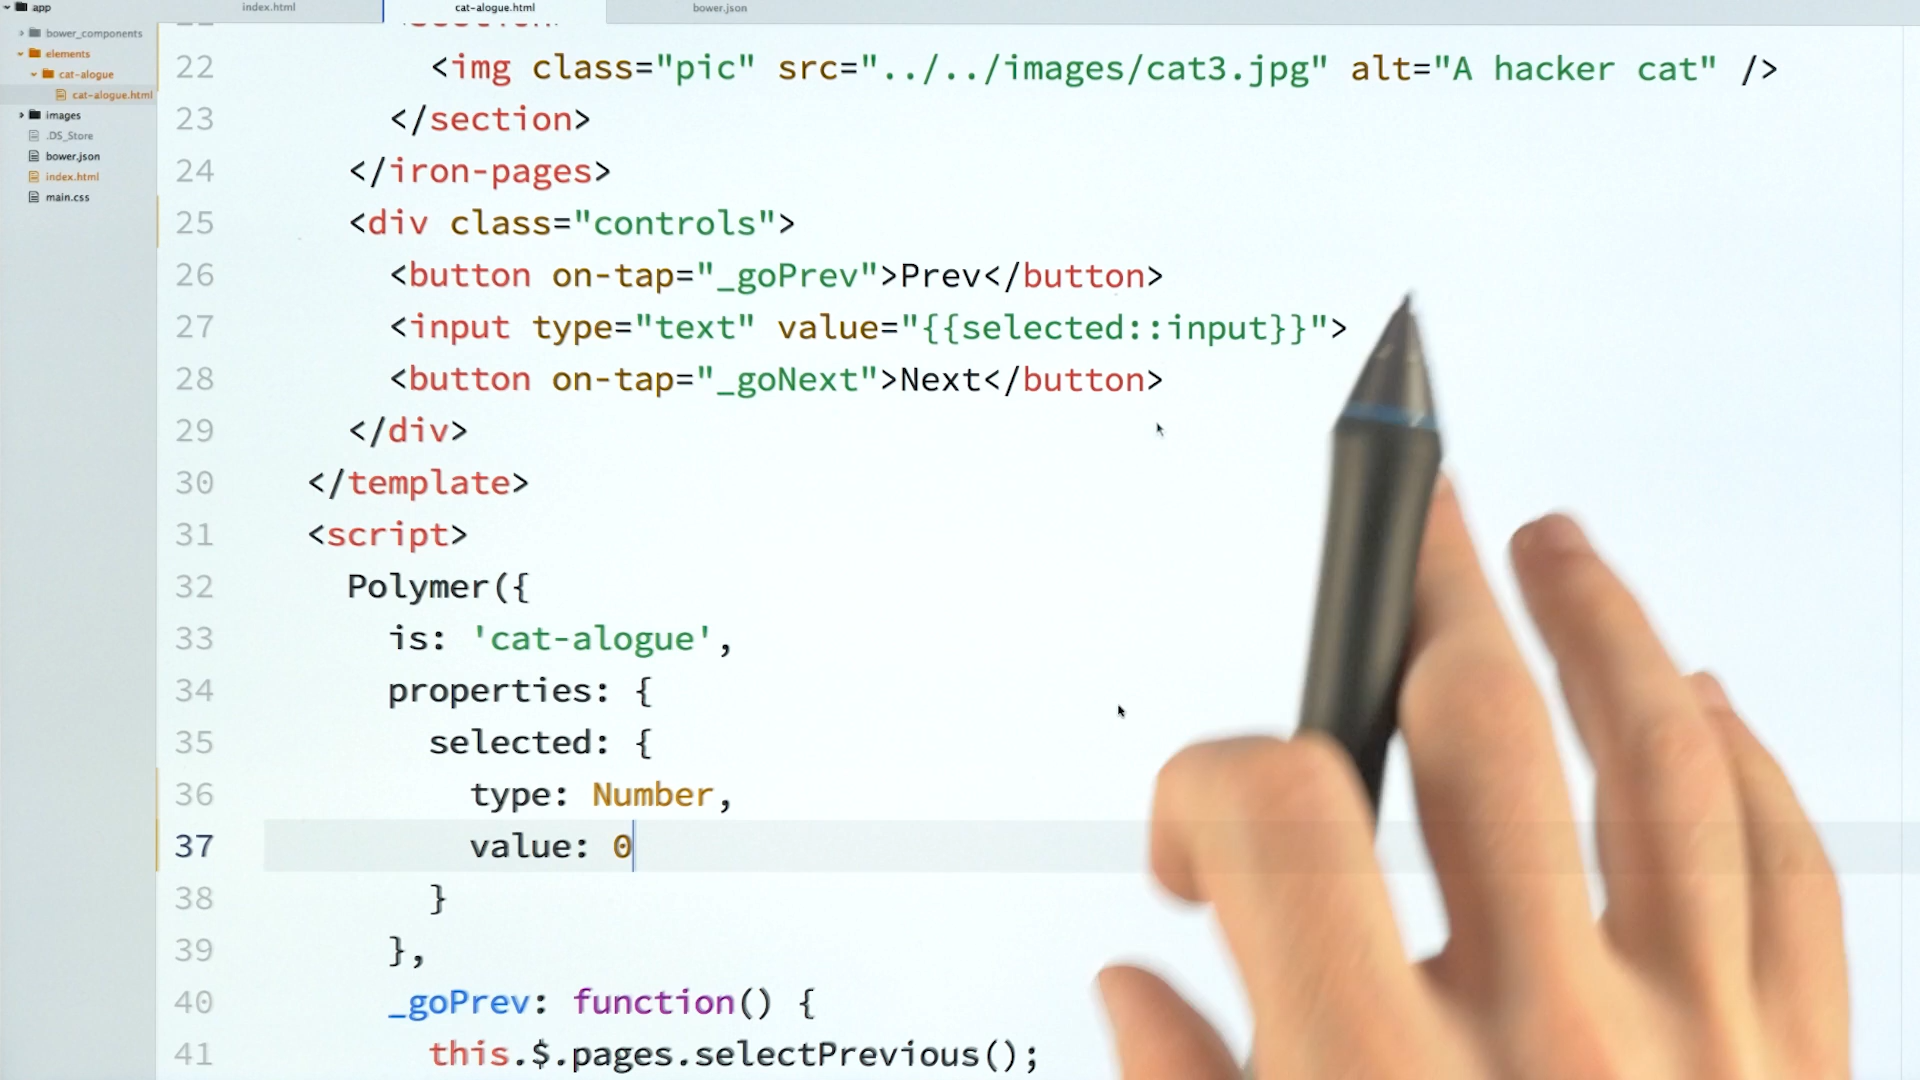 app
index.html
cat-alogue.html
bower.json
bower_components
elements
cat-alogue
cat-alogue.html
images
.DS_Store
bower.json
index.html
main.css
22 <img class="pic" src="../../images/cat3.jpg" alt="A hacker cat" />
23 </section>
24 </iron-pages>
25 <div class="controls">
26 <button on-tap="_goPrev">Prev</button>
27 <input type="text" value="{{selected::input}}">
28 <button on-tap="_goNext">Next</button>
29 </div>
30 </template>
31 <script>
32 Polymer({
33 is: 'cat-alogue',
34 properties: {
35 selected: {
36 type: Number,
37 value: 0
38 }
39 },
40 _goPrev: function() {
41 this.$.pages.selectPrevious();